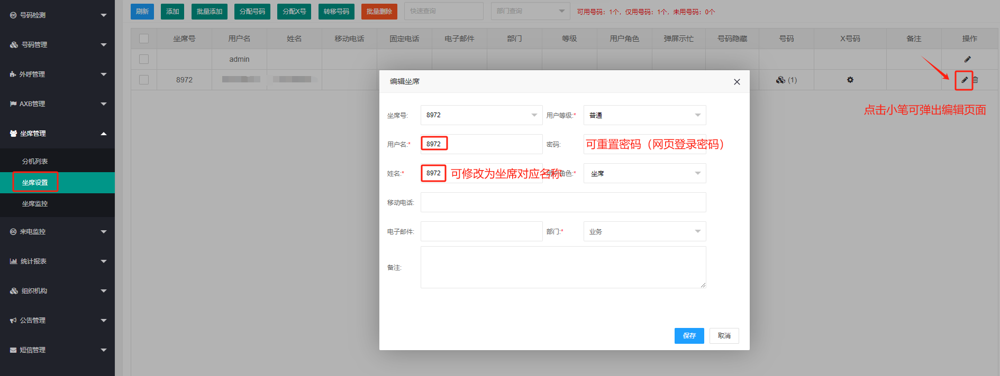 号码检测
号码管理
外呼管理
AXB管理
坐席管理
分机列表
坐席设置
坐席监控
来电监控
统计报表
组织机构
公告管理
短信管理
刷新 添加 批量添加 分配号码 分配X号 转移号码 批量删除 快速查询 部门查询 可用号码：1个，仅用号码：1个，未用号码：0个
坐席号 用户名 姓名 移动电话 固定电话 电子邮件 部门 等级 用户角色 弹屏示忙 号码隐藏 号码 X号码 备注 操作
admin
8972 (1)
点击小笔可弹出编辑页面
编辑坐席
坐席号: 8972 用户等级:* 普通
用户名:* 8972 密码: 可重置密码（网页登录密码）
姓名:* 8972 可修改为坐席对应名称 角色:* 坐席
移动电话:
电子邮件: 部门:* 业务
备注:
保存 取消